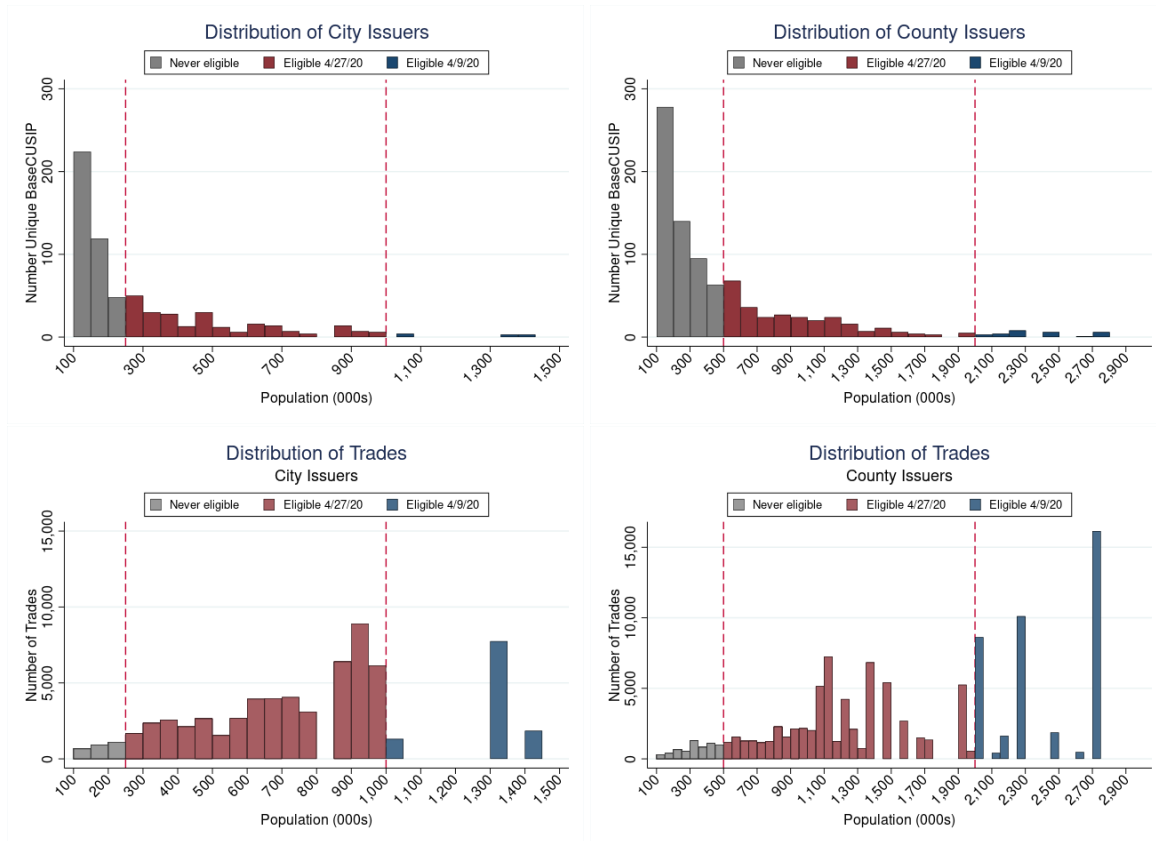 Distribution of City Issuers
Never eligible Eligible 4/27/20 Eligible 4/9/20
Number Unique BaseCUSIP
300
200
100
0
100 300 500 700 900 1,100 1,300 1,500
Population (000s)
Distribution of County Issuers
Never eligible Eligible 4/27/20 Eligible 4/9/20
Number Unique BaseCUSIP
300
200
100
0
100 300 500 700 900 1,100 1,300 1,500 1,700 1,900 2,100 2,300 2,500 2,700 2,900
Population (000s)
Distribution of Trades
City Issuers
Never eligible Eligible 4/27/20 Eligible 4/9/20
Number of Trades
15,000
10,000
5,000
0
100 200 300 400 500 600 700 800 900 1,000 1,100 1,200 1,300 1,400 1,500
Population (000s)
Distribution of Trades
County Issuers
Never eligible Eligible 4/27/20 Eligible 4/9/20
Number of Trades
15,000
10,000
5,000
0
100 300 500 700 900 1,100 1,300 1,500 1,700 1,900 2,100 2,300 2,500 2,700 2,900
Population (000s)